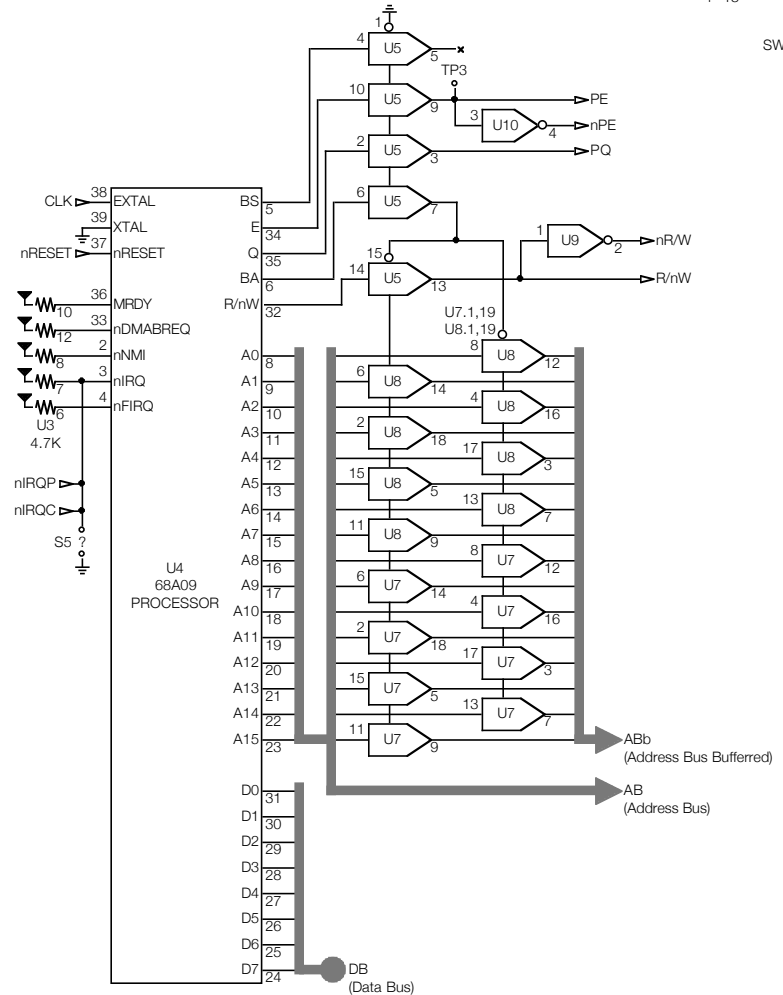 SW
1
4 U5 5 x
TP3
10 U5 9 PE
3 U10 4 nPE
2 U5 3 PQ
6 U5 7
1 U9 2 nR/W
15
14 U5 13 R/nW
U7.1,19
U8.1,19
CLK 38 EXTAL
39 XTAL
nRESET 37 nRESET
10 36 MRDY
12 33 nDMABREQ
8 2 nNMI
7 3 nIRQ
6 4 nFIRQ
U3
4.7K
nIRQP
nIRQC
S5 ?
U4
68A09
PROCESSOR
BS 5
E 34
Q 35
BA 6
R/nW 32
A0 8
A1 9
A2 10
A3 11
A4 12
A5 13
A6 14
A7 15
A8 16
A9 17
A10 18
A11 19
A12 20
A13 21
A14 22
A15 23
D0 31
D1 30
D2 29
D3 28
D4 27
D5 26
D6 25
D7 24
8 U8 12
6 U8 14
4 U8 16
2 U8 18
17 U8 3
15 U8 5
13 U8 7
11 U8 9
8 U7 12
6 U7 14
4 U7 16
2 U7 18
17 U7 3
15 U7 5
13 U7 7
11 U7 9
ABb
(Address Bus Buffered)
AB
(Address Bus)
DB
(Data Bus)